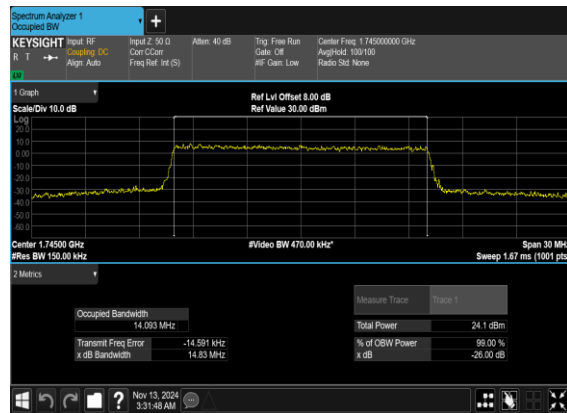 Spectrum Analyzer 1
Occupied BW
+
KEYSIGHT Input: RF Input Z: 50 Ω Atten: 40 dB Trig: Free Run Center Freq: 1.745000000 GHz
R T Coupling: DC Corr CCorr Gate: Off Avg|Hold: 100/100
Align: Auto Freq Ref: Int (S) #IF Gain: Low Radio Std: None
1 Graph
Ref Lvl Offset 8.00 dB
Scale/Div 10.0 dB Ref Value 30.00 dBm
Log
20.0
10.0
0.00
-10.0
-20.0
-30.0
-40.0
-50.0
-60.0
Center 1.74500 GHz #Video BW 470.00 kHz* Span 30 MHz
#Res BW 150.00 kHz Sweep 1.67 ms (1001 pts)
2 Metrics
Measure Trace Trace 1
Occupied Bandwidth
14.093 MHz Total Power 24.1 dBm
Transmit Freq Error -14.591 kHz % of OBW Power 99.00 %
x dB Bandwidth 14.83 MHz x dB -26.00 dB
? Nov 13, 2024
3:31:48 AM